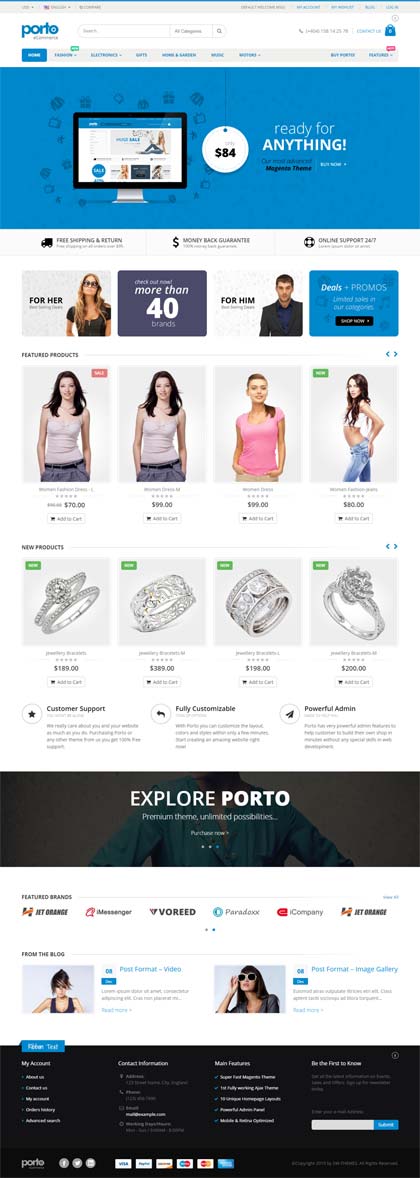 USD ENGLISH COMPARE DEFAULT WELCOME MSG! MY ACCOUNT MY WISHLIST BLOG LOG IN
porto
eCommerce
Search... All Categories (+404) 158 14 25 78 CONTACT US 0
HOME FASHION NEW ELECTRONICS GIFTS HOME & GARDEN MUSIC MOTORS BUY PORTO! FEATURES
ready for
ANYTHING!
$84
Our most advanced
Magento Theme
BUY NOW >
FREE SHIPPING & RETURN
Free shipping on all orders over $99.
MONEY BACK GUARANTEE
100% money back guarantee.
ONLINE SUPPORT 24/7
Lorem ipsum dolor sit amet.
FOR HER
Best Selling Deals
check out now!
more than
40
brands
FOR HIM
Best Selling Deals
Deals + PROMOS
Limited sales in
our categories.
SHOP NOW >
FEATURED PRODUCTS
SALE
NEW
Women Fashion Dress - L
$90.00 $70.00
Add to Cart
Women Dress-M
$99.00
Add to Cart
Women Dress
$99.00
Add to Cart
Women Fashion-Jeans
$80.00
Add to Cart
NEW PRODUCTS
NEW
NEW
NEW
NEW
Jewellery Bracelets
$189.00
Add to Cart
Jewellery Bracelets-M
$389.00
Add to Cart
Jewellery Bracelets-L
$198.00
Add to Cart
Jewellery Bracelets-M
$200.00
Add to Cart
Customer Support
YOU WON'T BE ALONE
We really care about you and your website
as much as you do. Purchasing Porto or
any other theme from us you get 100% free
support.
Fully Customizable
TONS OF OPTIONS
With Porto you can customize the layout,
colors and styles within only a few minutes.
Start creating an amazing website right
now!
Powerful Admin
MADE TO HELP YOU
Porto has very powerful admin features to
help customer to build their own shop in
minutes without any special skills in web
development.
EXPLORE PORTO
Premium theme, unlimited possibilities...
Purchase now >
FEATURED BRANDS
View All
JET ORANGE iMessenger VOREED Paradoxx iCompany JET ORANGE
FROM THE BLOG
08
Dec
Post Format – Video
Lorem ipsum dolor sit amet,
consectetur adipiscing elit...
Read more >
08
Dec
Post Format – Image Gallery
Euismod atras vulputate iltricies etri elit. Class
aptent taciti sociosqu ad litora torquent...
Read more >
Ribbon Text
My Account
About us
Contact us
My account
Orders history
Advanced search
Contact Information
Address:
123 Street Name, City, England
Phone:
(123) 456-7890
Email:
mail@example.com
Working Days/Hours:
Mon - Sun / 9:00AM - 8:00PM
Main Features
Super Fast Magento Theme
1st Fully working Ajax Theme
10 Unique Homepage Layouts
Powerful Admin Panel
Mobile & Retina Optimized
Be the First to Know
Get all the latest information on Events,
Sales and Offers. Sign up for newsletter
today.
Enter your e-mail Address
Submit
porto
eCommerce
VISA PayPal
©Copyright 2015 by SW-THEMES. All Rights Reserved.